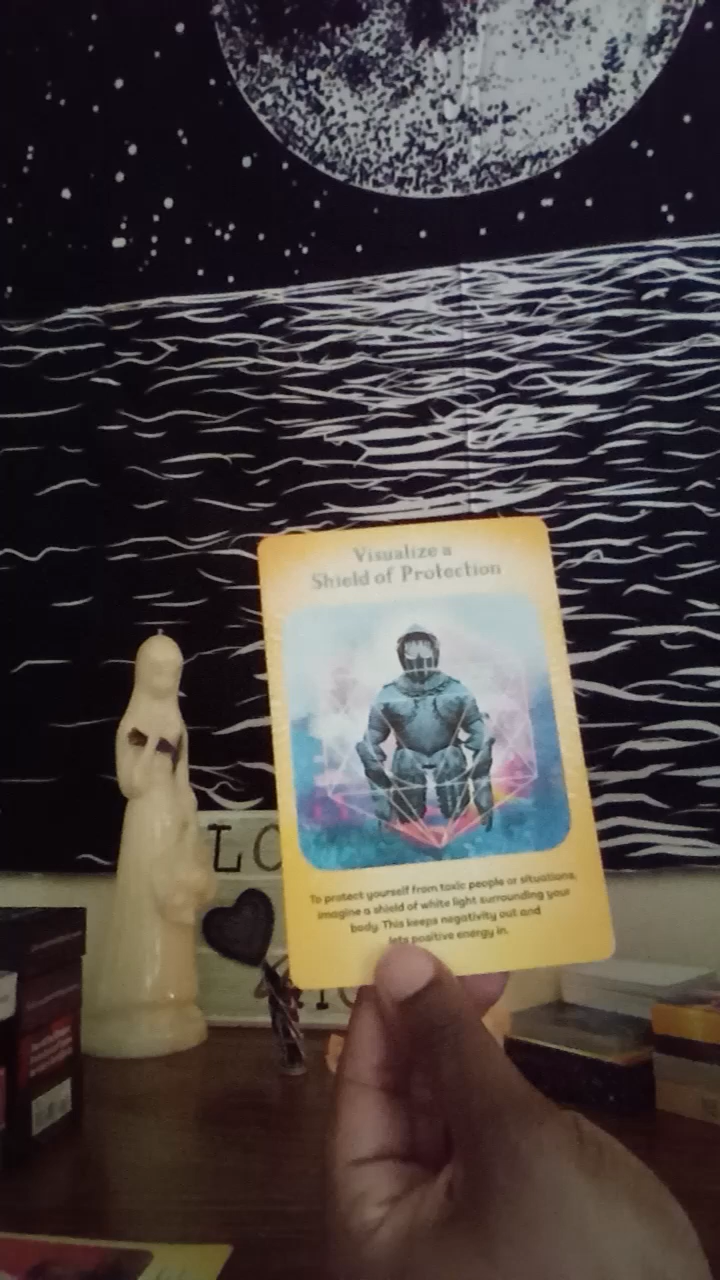 Visualize a
Shield of Protection
To protect yourself from toxic people or situations,
imagine a shield of white light surrounding your
body. This keeps negativity out and
lets positive energy in.
LO